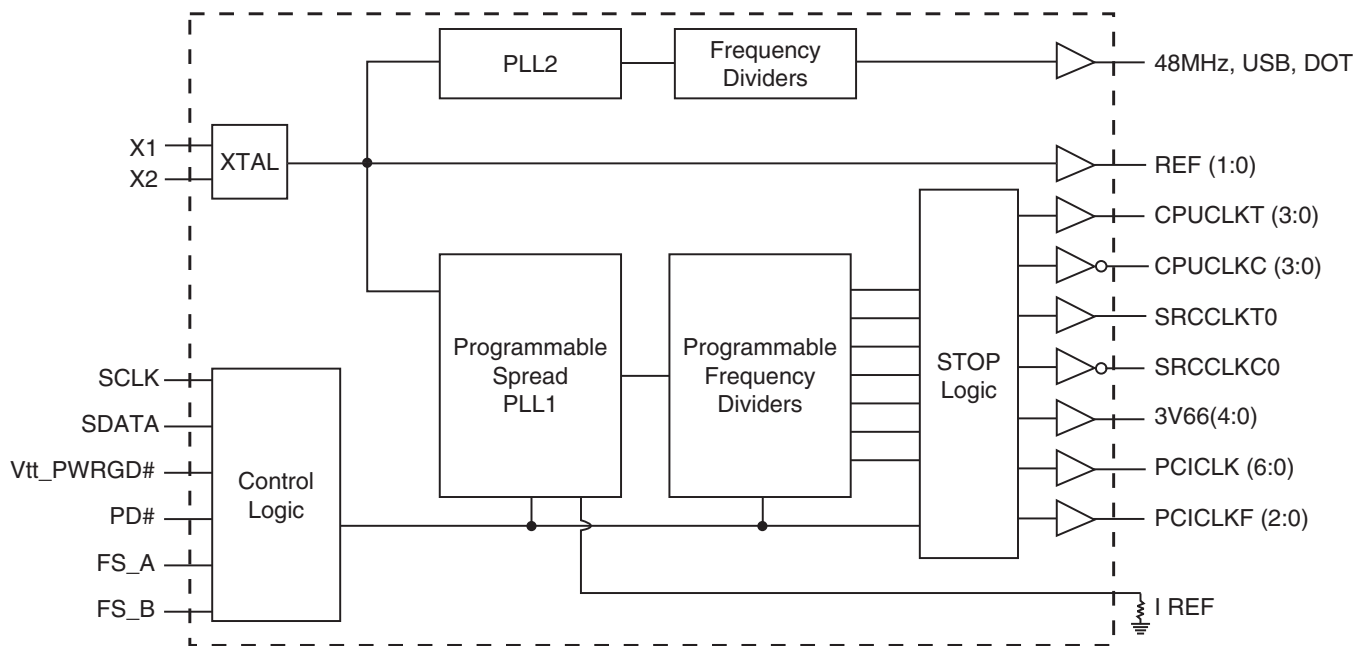 PLL2
Frequency
Dividers
48MHz, USB, DOT
X1
X2
XTAL
REF (1:0)
CPUCLKT (3:0)
CPUCLKC (3:0)
SRCCLKT0
SRCCLKC0
3V66(4:0)
PCICLK (6:0)
PCICLKF (2:0)
I REF
Programmable
Spread
PLL1
Programmable
Frequency
Dividers
STOP
Logic
SCLK
SDATA
Vtt_PWRGD#
PD#
FS_A
FS_B
Control
Logic